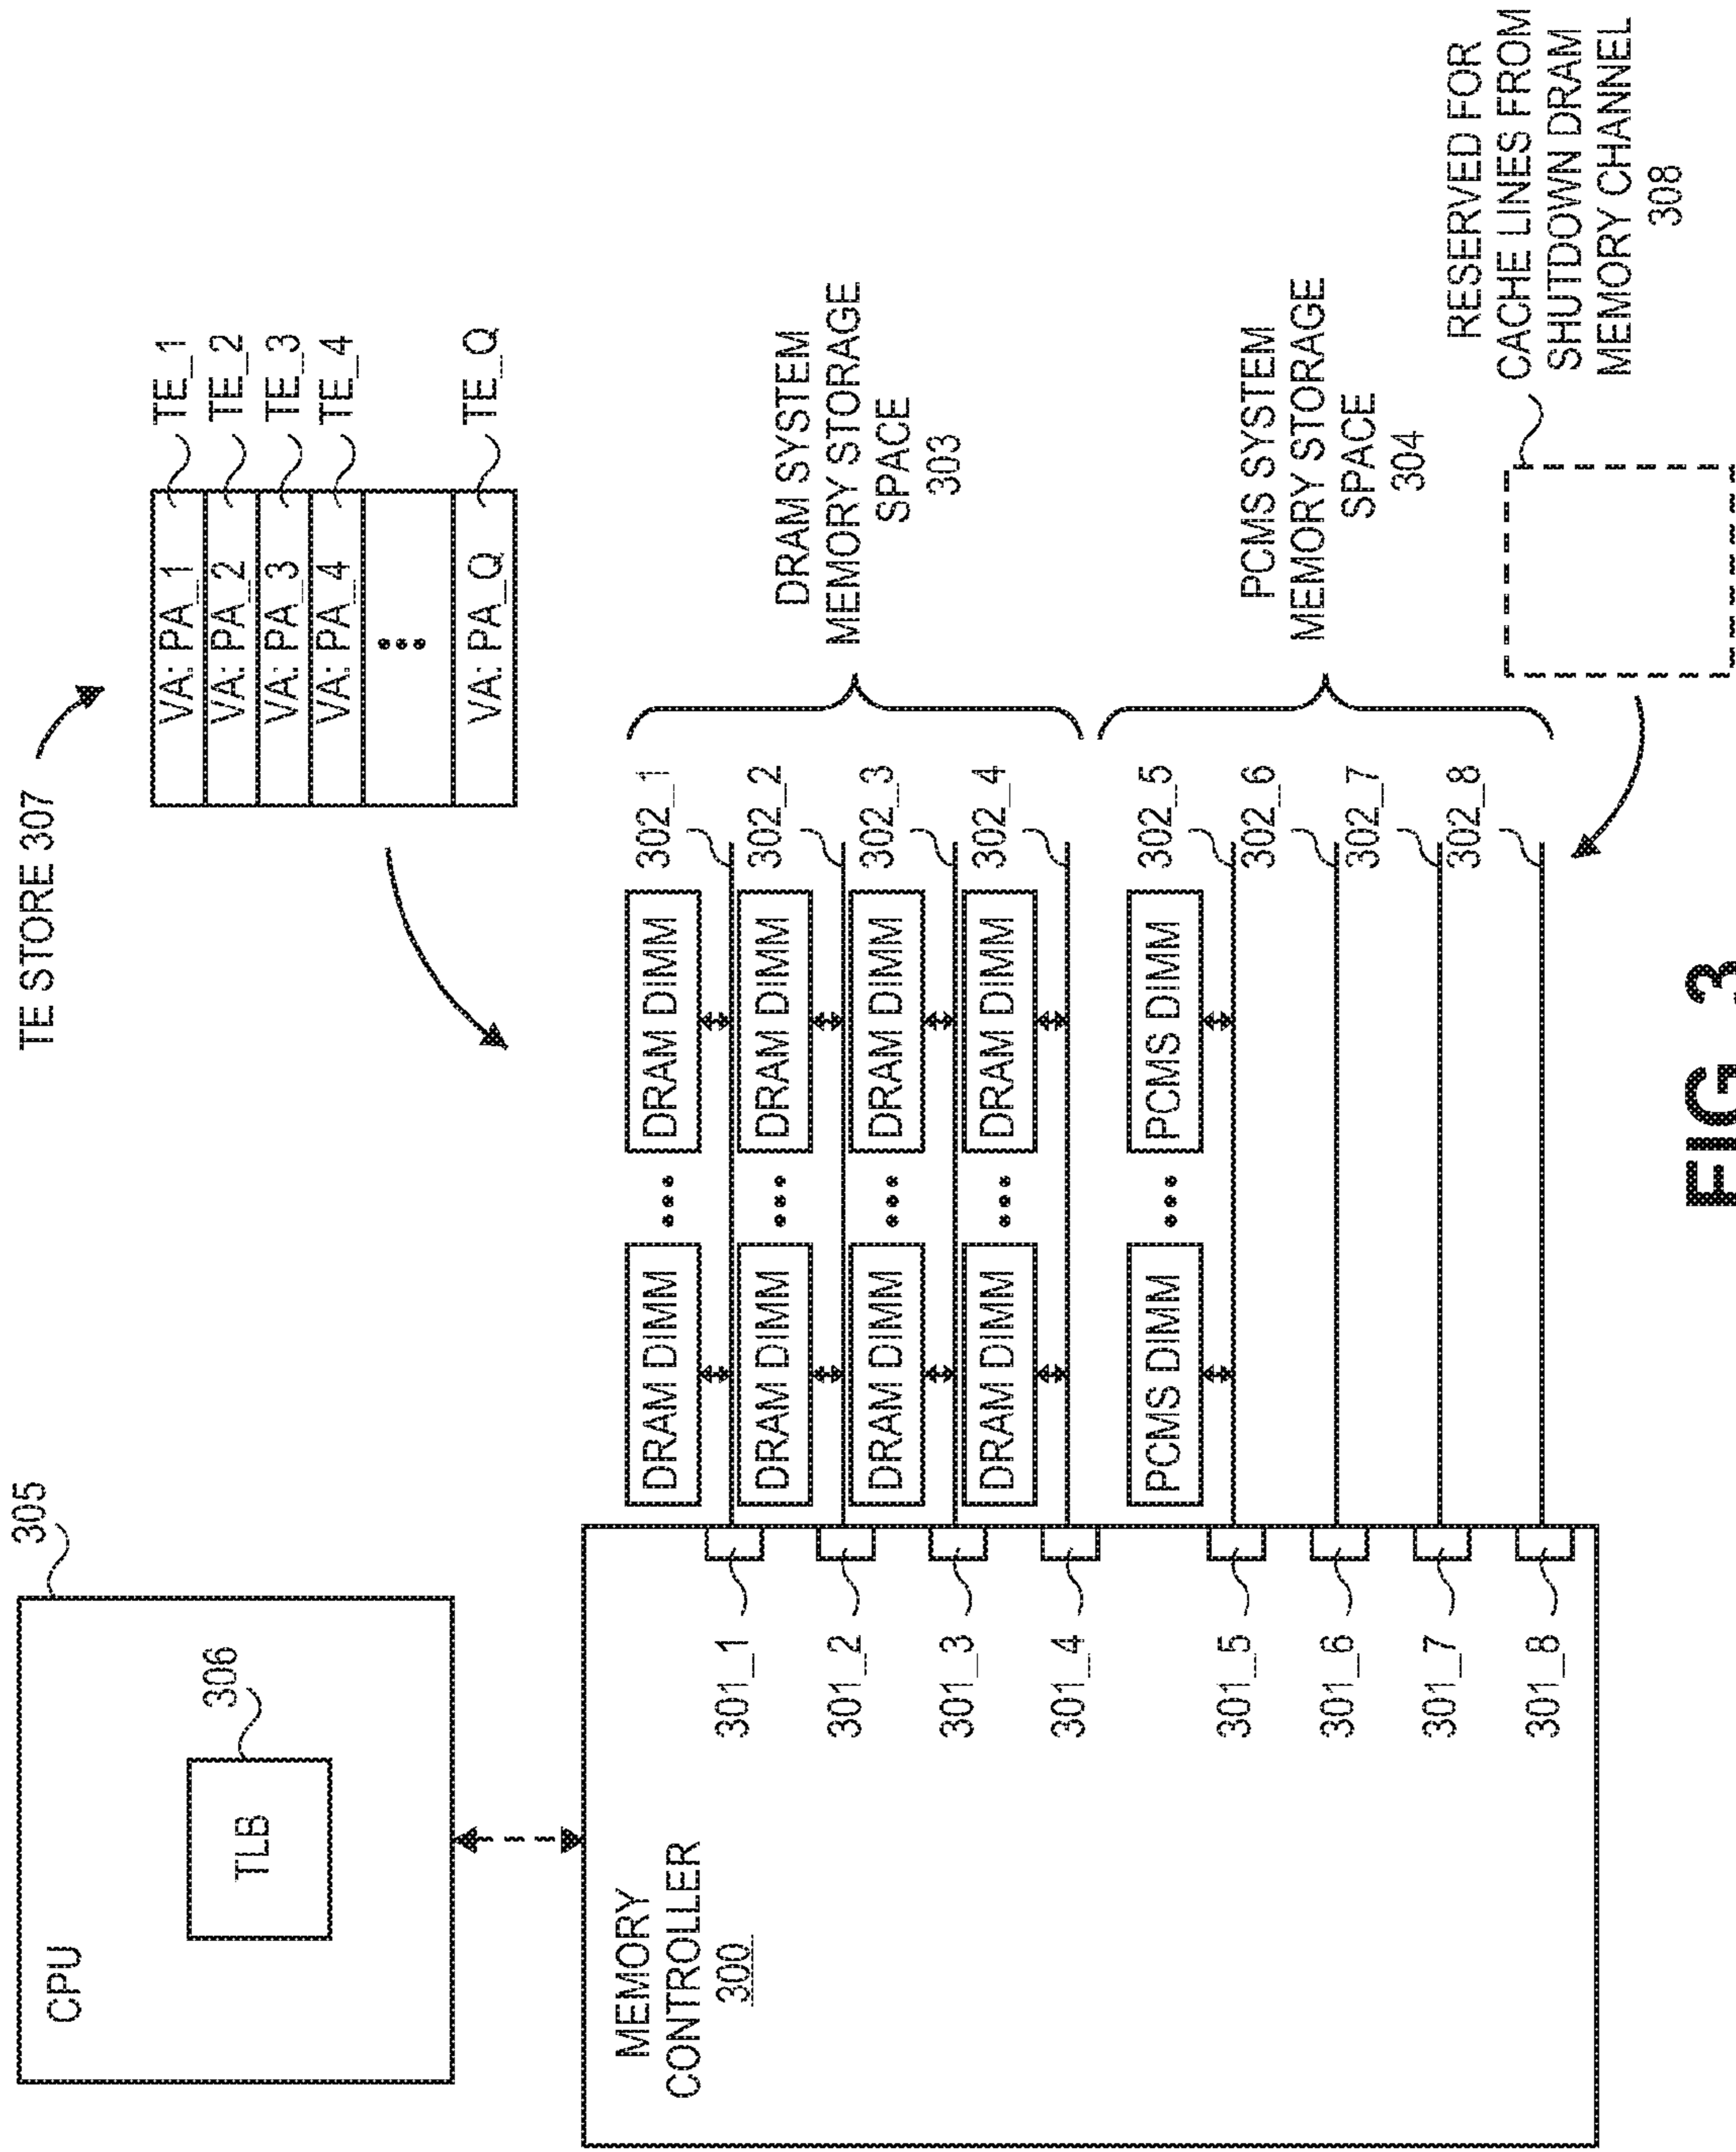 CPU
305
306
TLB
TE STORE 307
VA: PA_1
TE_1
VA: PA_2
TE_2
VA: PA_3
TE_3
VA: PA_4
TE_4
VA: PA_Q
TE_Q
MEMORY
CONTROLLER
300
301_1
301_2
301_3
301_4
301_5
301_6
301_7
301_8
DRAM DIMM
DRAM DIMM
302_1
DRAM DIMM
DRAM DIMM
302_2
DRAM DIMM
DRAM DIMM
302_3
DRAM DIMM
DRAM DIMM
302_4
PCMS DIMM
PCMS DIMM
302_5
302_6
302_7
302_8
DRAM SYSTEM
MEMORY STORAGE
SPACE
303
PCMS SYSTEM
MEMORY STORAGE
SPACE
304
RESERVED FOR
CACHE LINES FROM
SHUTDOWN DRAM
MEMORY CHANNEL
308
FIG. 3